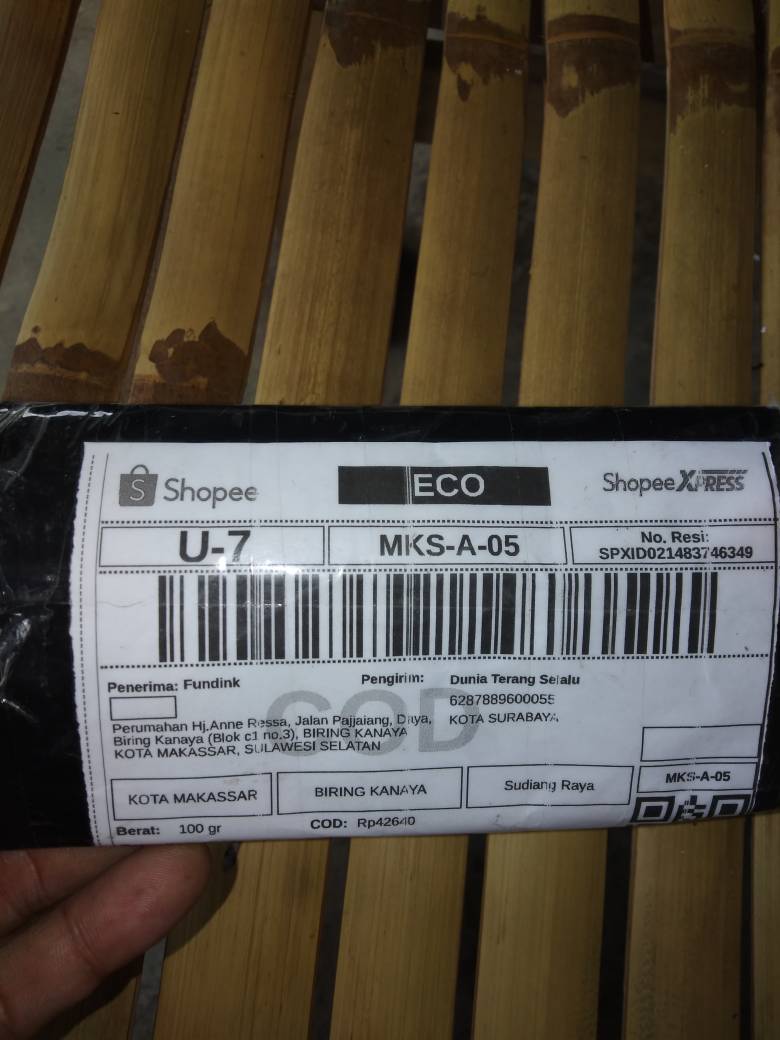 Shopee
ECO
ShopeeXPRESS
U-7
MKS-A-05
No. Resi:
SPXID021483746349
Penerima: Fundink
Pengirim: Dunia Terang Selalu
6287889600055
KOTA SURABAYA,
COD
Perumahan Hj.Anne Ressa, Jalan Pajjaiang, Daya,
Biring Kanaya (Blok c1 no.3), BIRING KANAYA
KOTA MAKASSAR, SULAWESI SELATAN
KOTA MAKASSAR
BIRING KANAYA
Sudiang Raya
MKS-A-05
Berat: 100 gr
COD: Rp42640